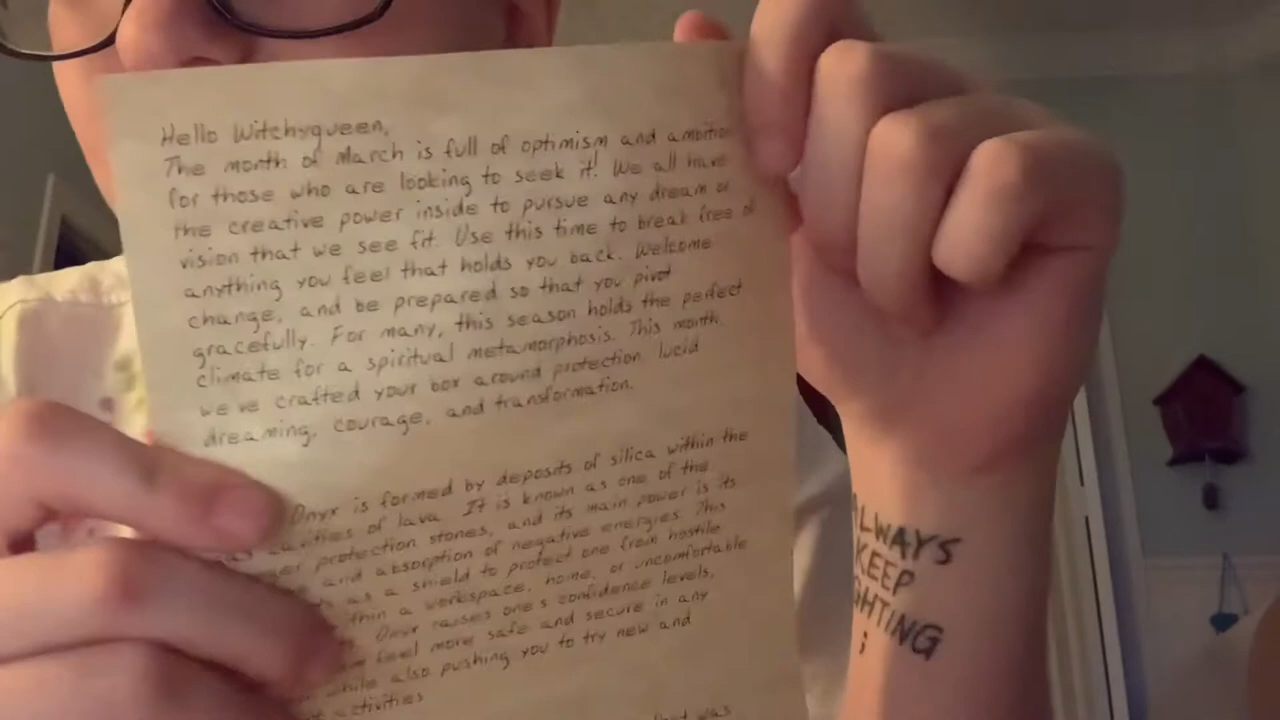 Hello Witchyqueen,
The month of March is full of optimism and ambition
for those who are looking to seek it! We all have
the creative power inside to pursue any dream or
vision that we see fit. Use this time to break free of
anything you feel that holds you back. Welcome
change, and be prepared so that you pivot
gracefully. For many, this season holds the perfect
climate for a spiritual metamorphosis. This month,
we've crafted your box around protection, lucid
dreaming, courage, and transformation.
Onyx is formed by deposits of silica within the
cavities of lava. It is known as one of the
protection stones, and its main power is its
and absorption of negative energies. This
as a shield to protect one from hostile
within a workspace, home, or uncomfortable
Onyx raises one's confidence levels,
feel more safe and secure in any
while also pushing you to try new and
activities
was
ALWAYS
KEEP
GHTING
;